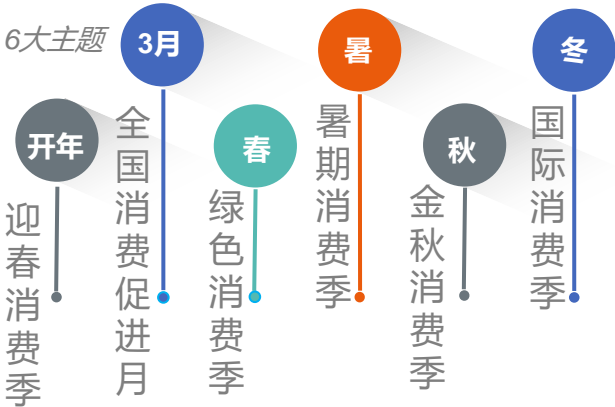 6大主题
开年
迎春消费季
3月
全国消费促进月
春
绿色消费季
暑
暑期消费季
秋
金秋消费季
冬
国际消费季